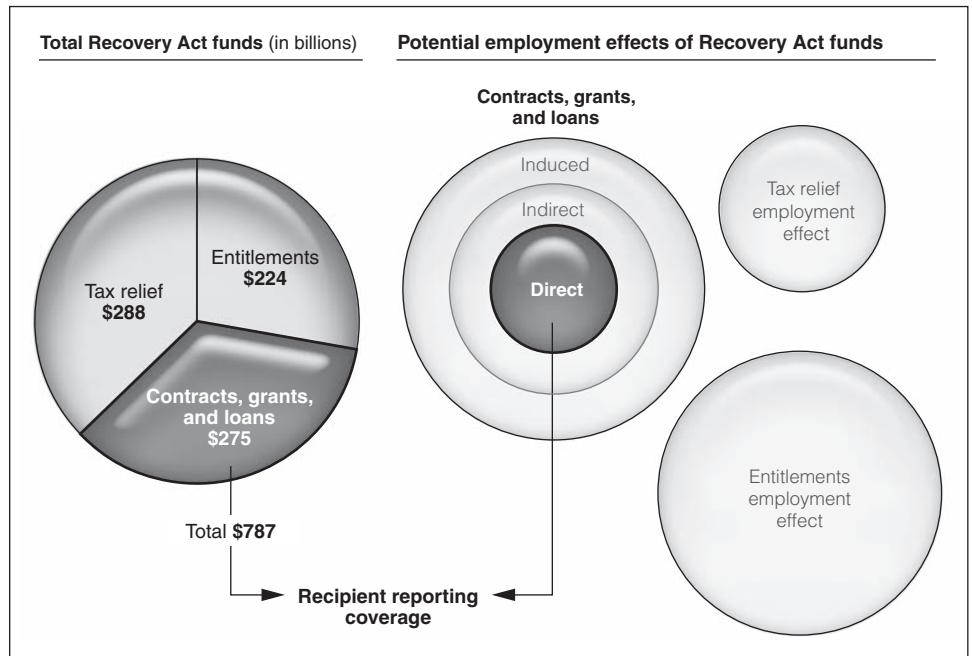 Total Recovery Act funds (in billions)
Potential employment effects of Recovery Act funds
Tax relief
$288
Entitlements
$224
Contracts, grants,
and loans
$275
Total $787
Contracts, grants,
and loans
Induced
Indirect
Direct
Tax relief
employment
effect
Entitlements
employment
effect
Recipient reporting
coverage